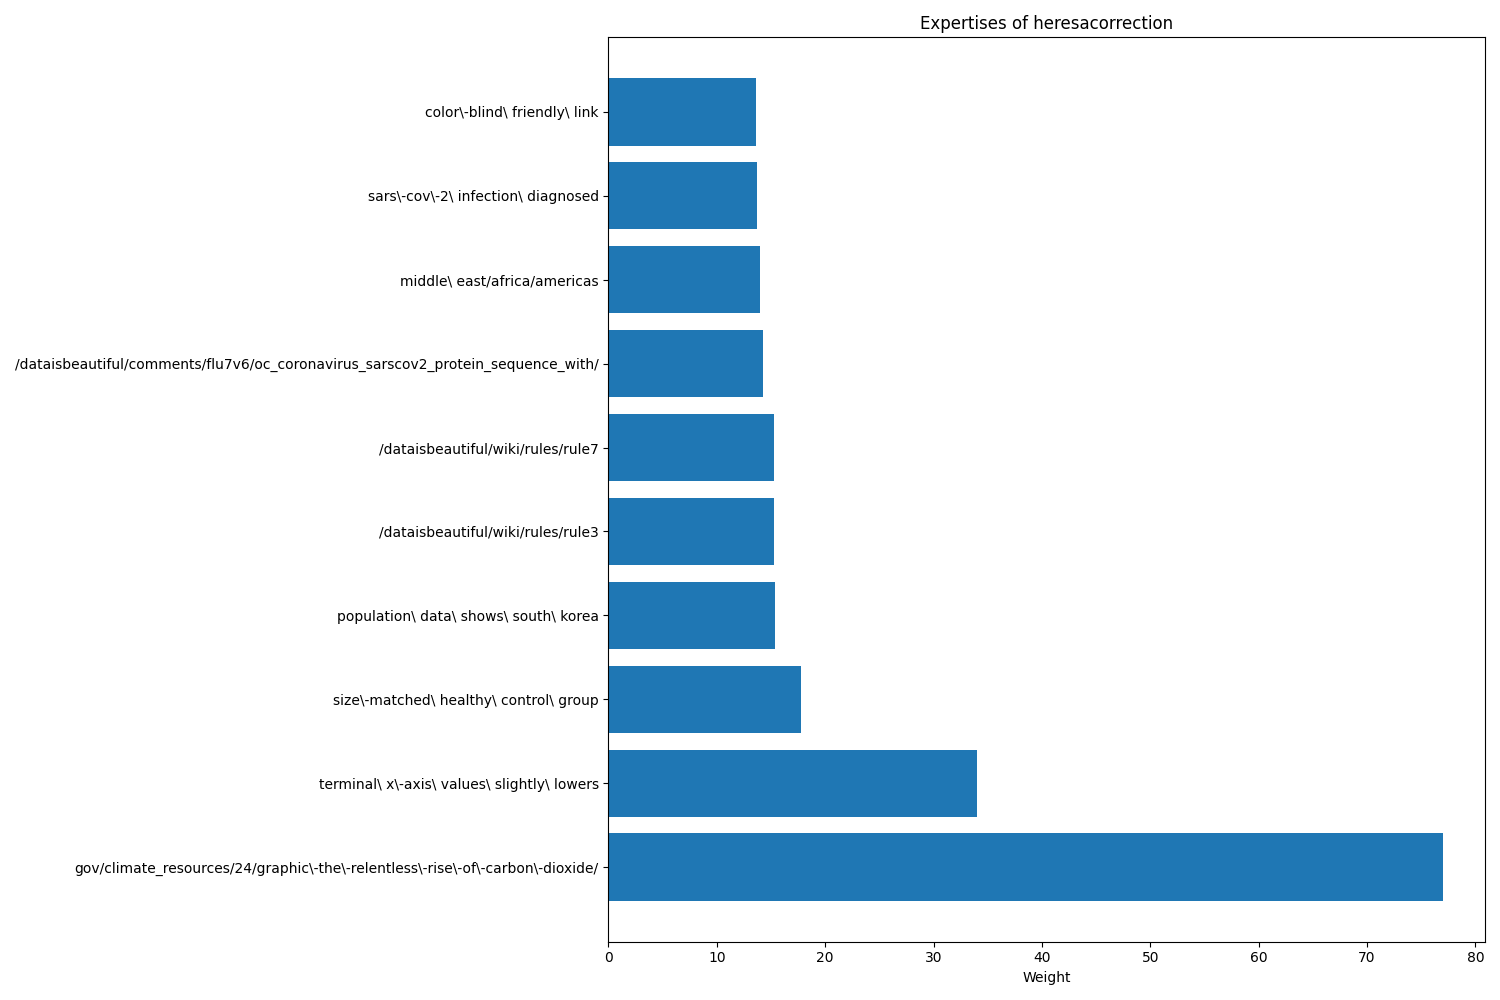 Expertises of heresacorrection
color\-blind\ friendly\ link
sars\-cov\-2\ infection\ diagnosed
middle\ east/africa/americas
/dataisbeautiful/comments/flu7v6/oc_coronavirus_sarscov2_protein_sequence_with/
/dataisbeautiful/wiki/rules/rule7
/dataisbeautiful/wiki/rules/rule3
population\ data\ shows\ south\ korea
size\-matched\ healthy\ control\ group
terminal\ x\-axis\ values\ slightly\ lowers
gov/climate_resources/24/graphic\-the\-relentless\-rise\-of\-carbon\-dioxide/
0 10 20 30 40 50 60 70 80
Weight